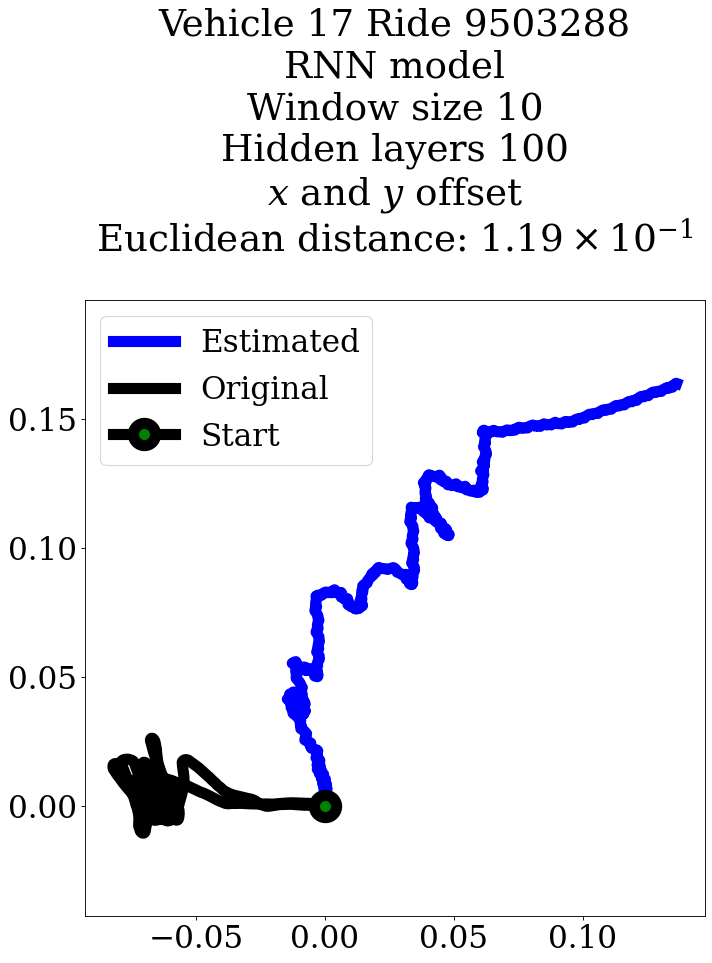 Vehicle 17 Ride 9503288
RNN model
Window size 10
Hidden layers 100
x and y offset
Euclidean distance: 1.19 × 10⁻¹
Estimated
Original
Start
0.15
0.10
0.05
0.00
−0.05 0.00 0.05 0.10